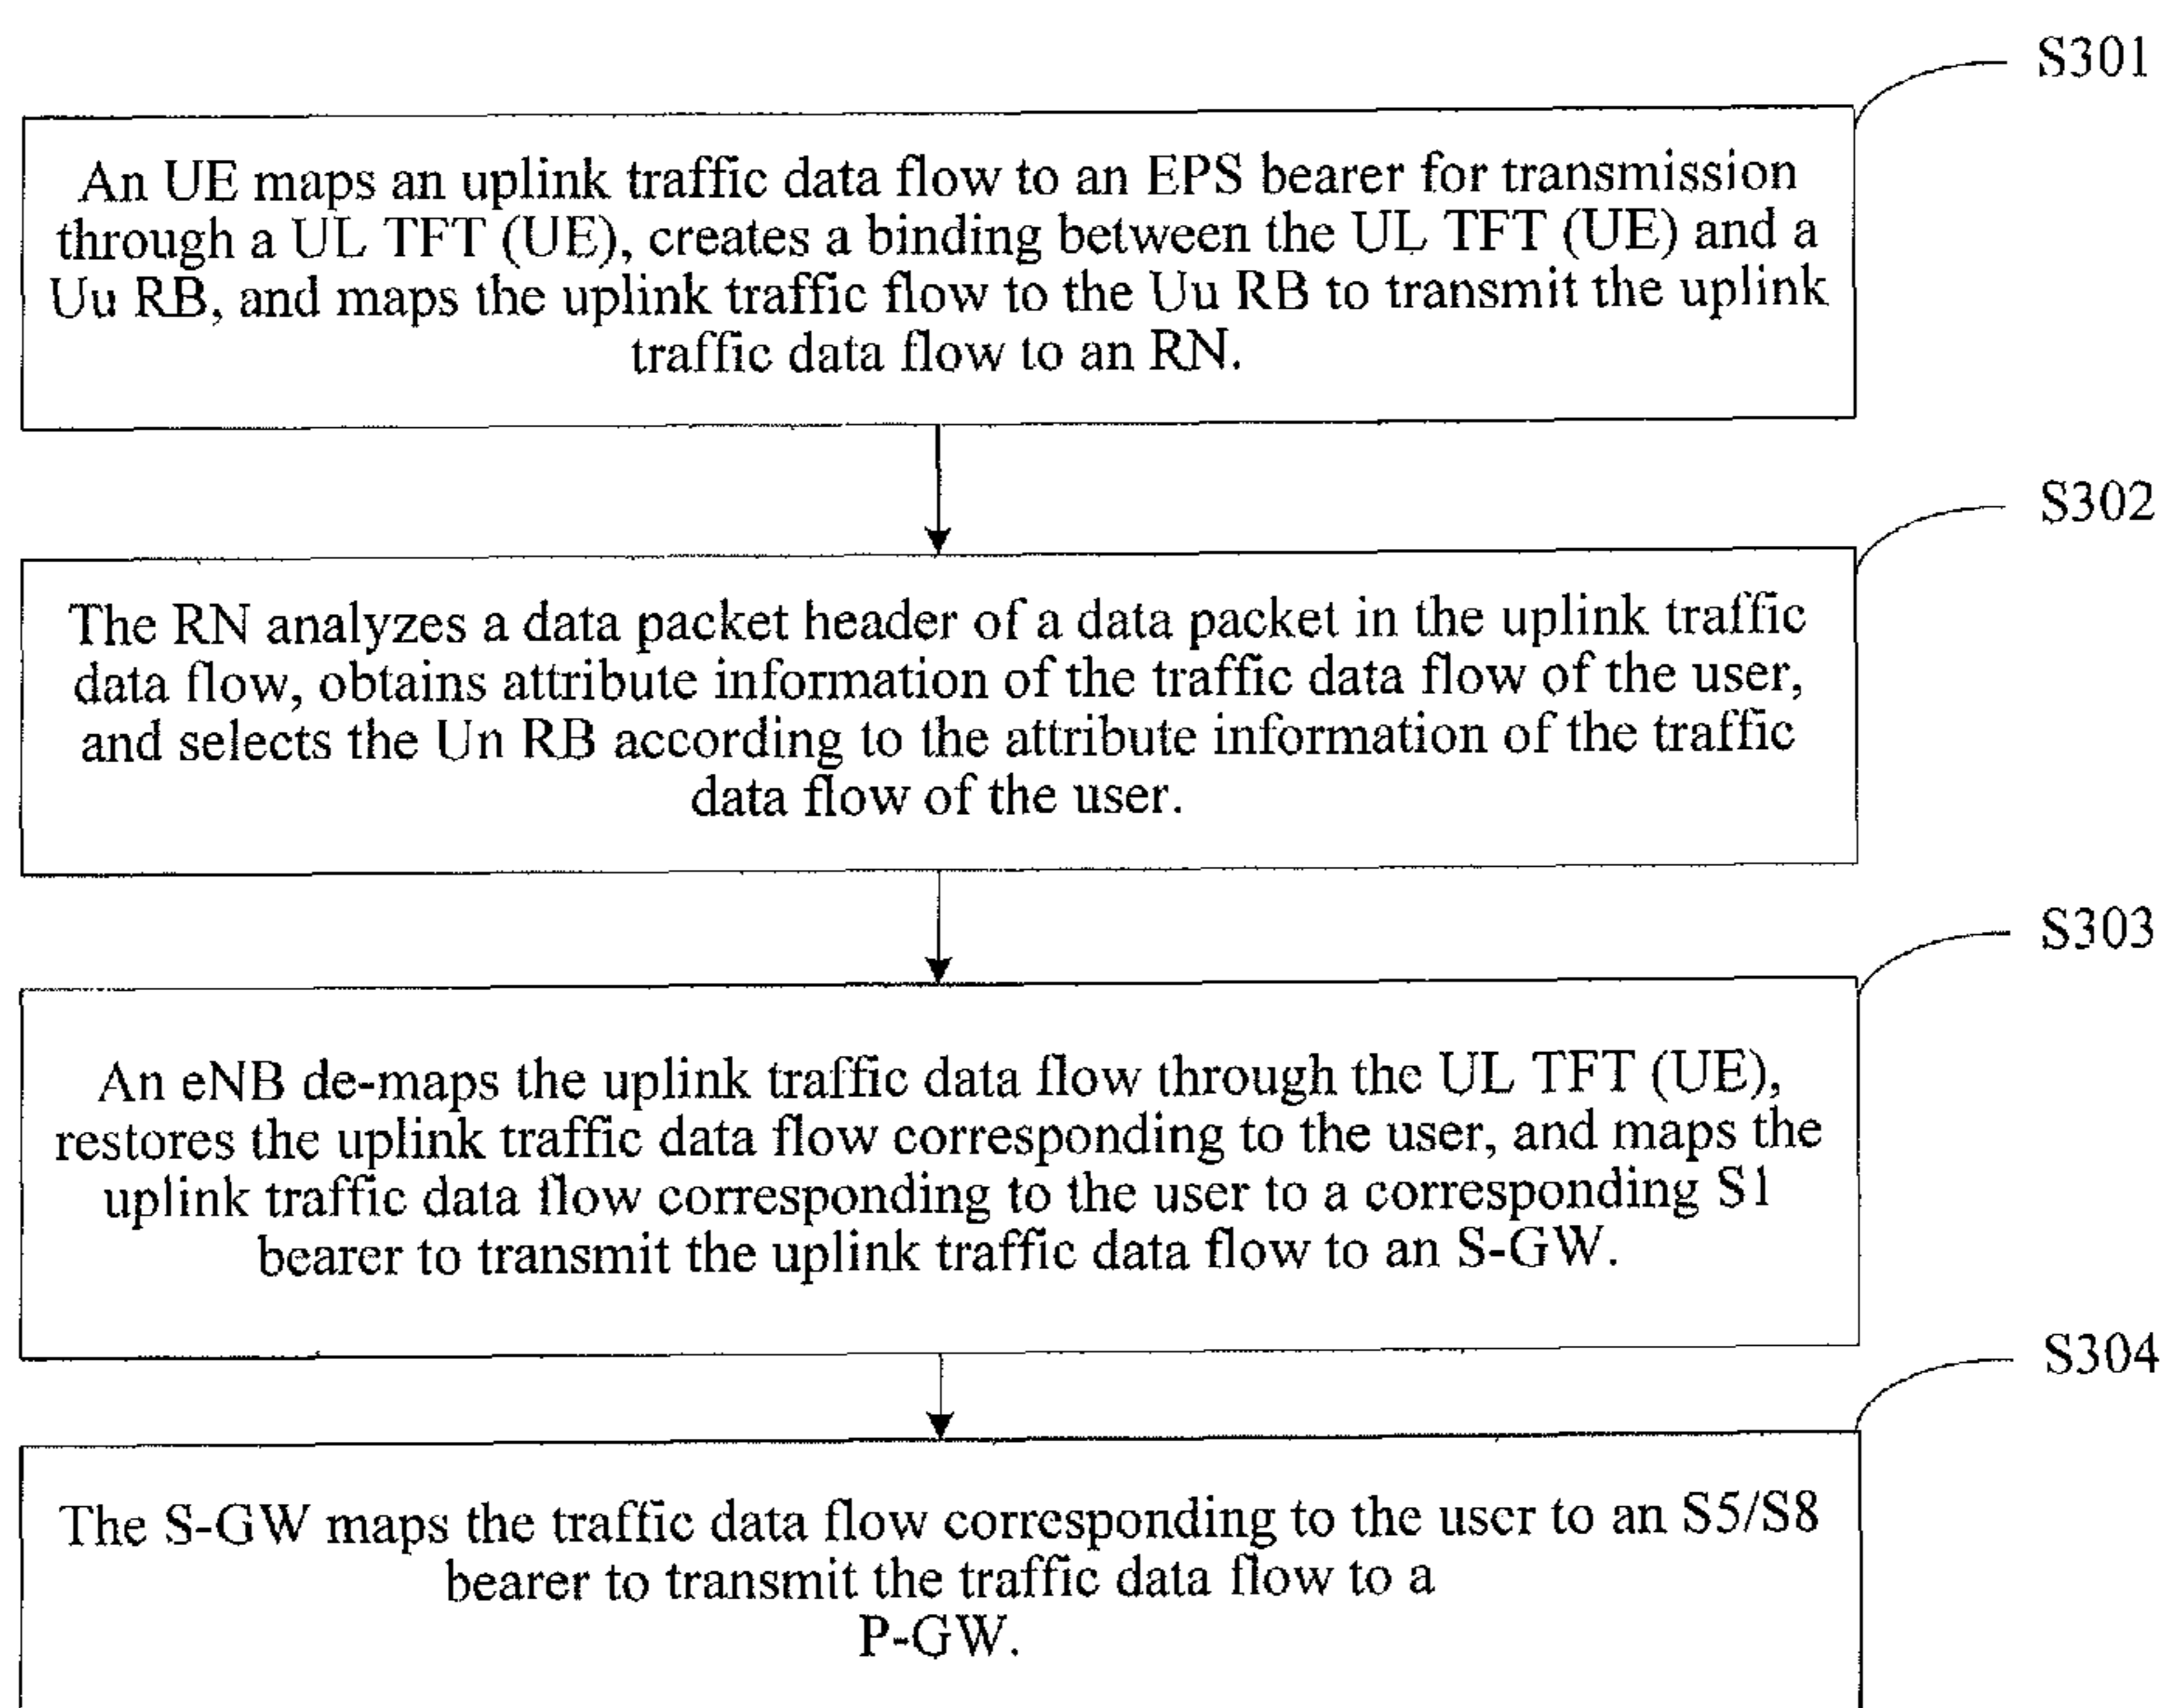 S301
An UE maps an uplink traffic data flow to an EPS bearer for transmission
through a UL TFT (UE), creates a binding between the UL TFT (UE) and a
Uu RB, and maps the uplink traffic flow to the Uu RB to transmit the uplink
traffic data flow to an RN.
S302
The RN analyzes a data packet header of a data packet in the uplink traffic
data flow, obtains attribute information of the traffic data flow of the user,
and selects the Un RB according to the attribute information of the traffic
data flow of the user.
S303
An eNB de-maps the uplink traffic data flow through the UL TFT (UE),
restores the uplink traffic data flow corresponding to the user, and maps the
uplink traffic data flow corresponding to the user to a corresponding S1
bearer to transmit the uplink traffic data flow to an S-GW.
S304
The S-GW maps the traffic data flow corresponding to the user to an S5/S8
bearer to transmit the traffic data flow to a
P-GW.